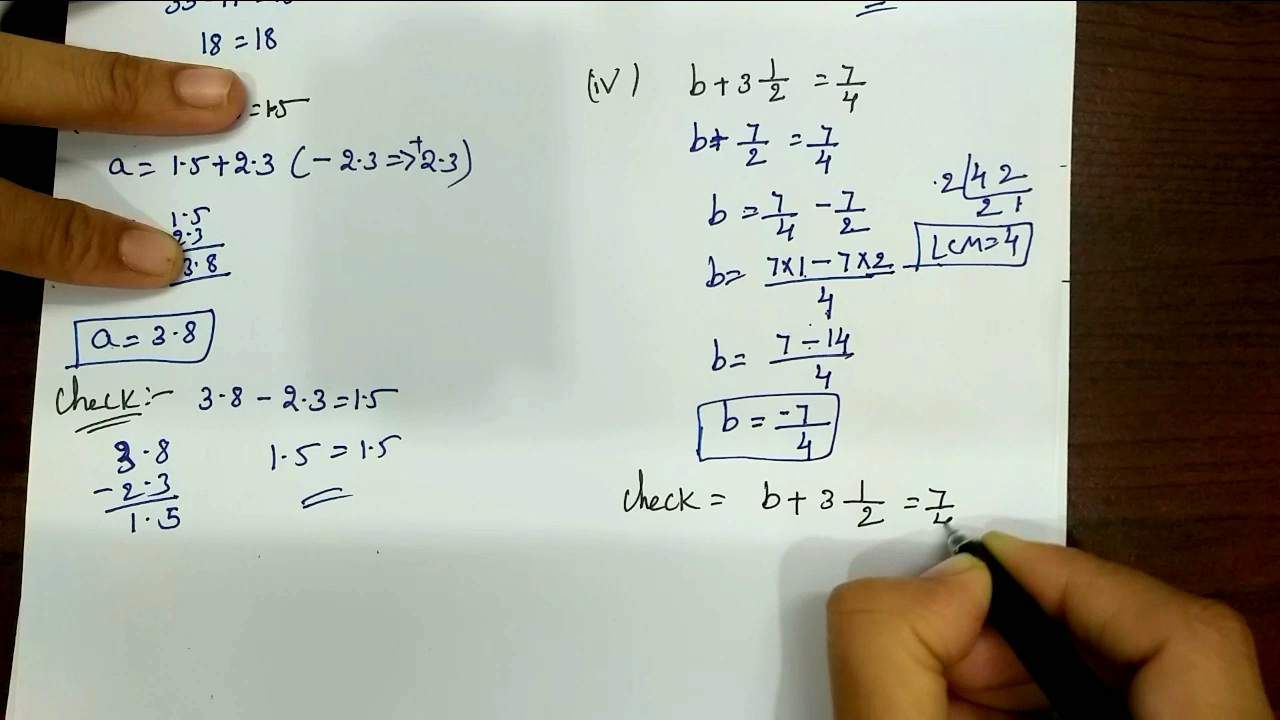 18 = 18
= 1.5
a = 1.5 + 2.3 ( - 2.3 => +2.3)
1.5
2.3
3.8
a = 3.8
Check :- 3.8 - 2.3 = 1.5
3.8
- 2.3
1.5
1.5 = 1.5
(iv) b + 3 1/2 = 7/4
b + 7/2 = 7/4
b = 7/4 - 7/2
2 | 4 2
2 1
LCM = 4
b = 7×1 - 7×2 / 4
b = 7 - 14 / 4
b = -7/4
Check = b + 3 1/2 = 7/4